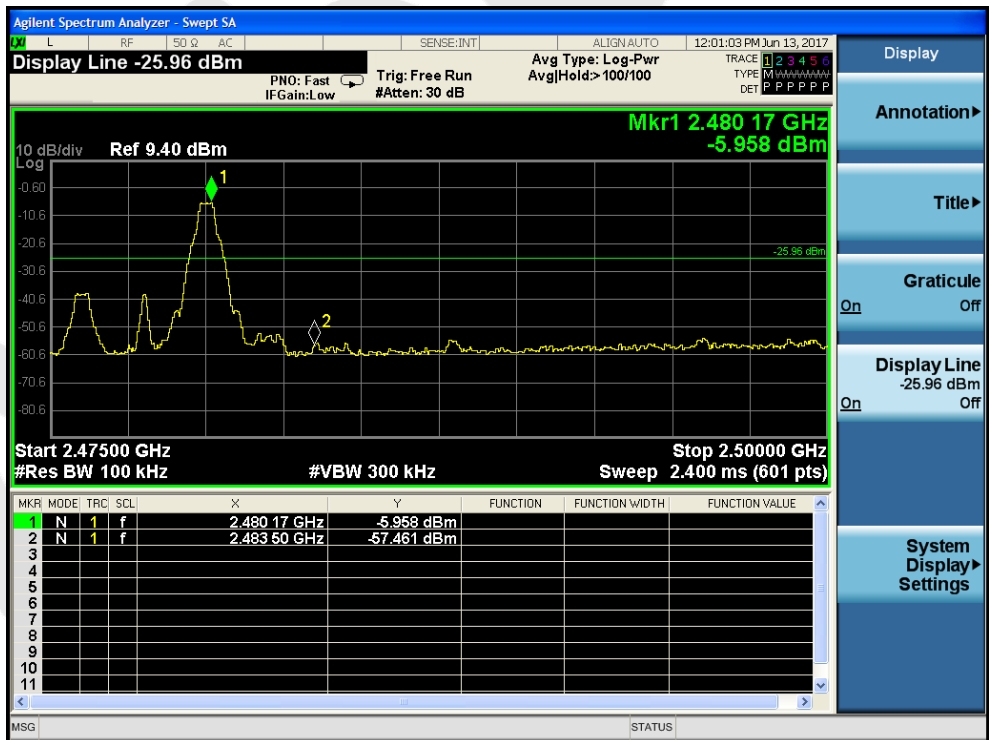 Agilent Spectrum Analyzer - Swept SA
LXI L RF 50 Ω AC SENSE:INT ALIGN AUTO 12:01:03 PM Jun 13, 2017
Display Line -25.96 dBm
PNO: Fast
IFGain:Low
Trig: Free Run
#Atten: 30 dB
Avg Type: Log-Pwr
Avg|Hold:> 100/100
TRACE 1 2 3 4 5 6
TYPE MWWWWW
DET P P P P P P
Mkr1 2.480 17 GHz
-5.958 dBm
10 dB/div Ref 9.40 dBm
Log
-0.60
-10.6
-20.6
-30.6
-40.6
-50.6
-60.6
-70.6
-80.6
1
-25.96 dBm
2
Start 2.47500 GHz
Stop 2.50000 GHz
#Res BW 100 kHz #VBW 300 kHz Sweep 2.400 ms (601 pts)
MKR MODE TRC SCL X Y FUNCTION FUNCTION WIDTH FUNCTION VALUE
1 N 1 f 2.480 17 GHz -5.958 dBm
2 N 1 f 2.483 50 GHz -57.461 dBm
3
4
5
6
7
8
9
10
11
MSG STATUS
Display
Annotation
Title
Graticule
On Off
Display Line
-25.96 dBm
On Off
System
Display
Settings